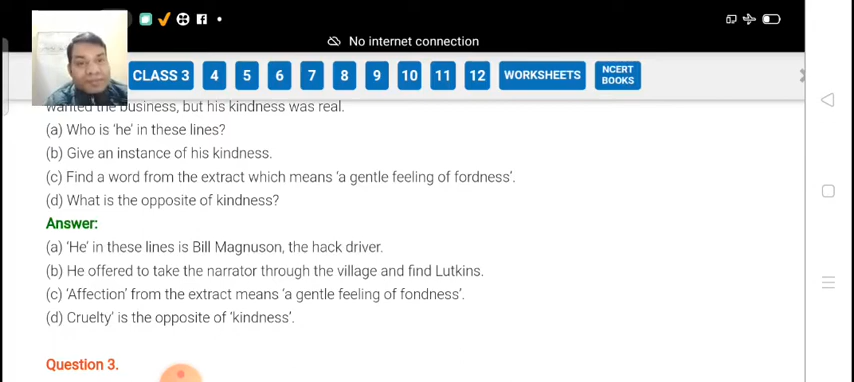 No internet connection
CLASS 3 4 5 6 7 8 9 10 11 12 WORKSHEETS NCERT BOOKS
wanted the business, but his kindness was real.
(a) Who is ‘he’ in these lines?
(b) Give an instance of his kindness.
(c) Find a word from the extract which means ‘a gentle feeling of fordness’.
(d) What is the opposite of kindness?
Answer:
(a) ‘He’ in these lines is Bill Magnuson, the hack driver.
(b) He offered to take the narrator through the village and find Lutkins.
(c) ‘Affection’ from the extract means ‘a gentle feeling of fondness’.
(d) Cruelty’ is the opposite of ‘kindness’.
Question 3.